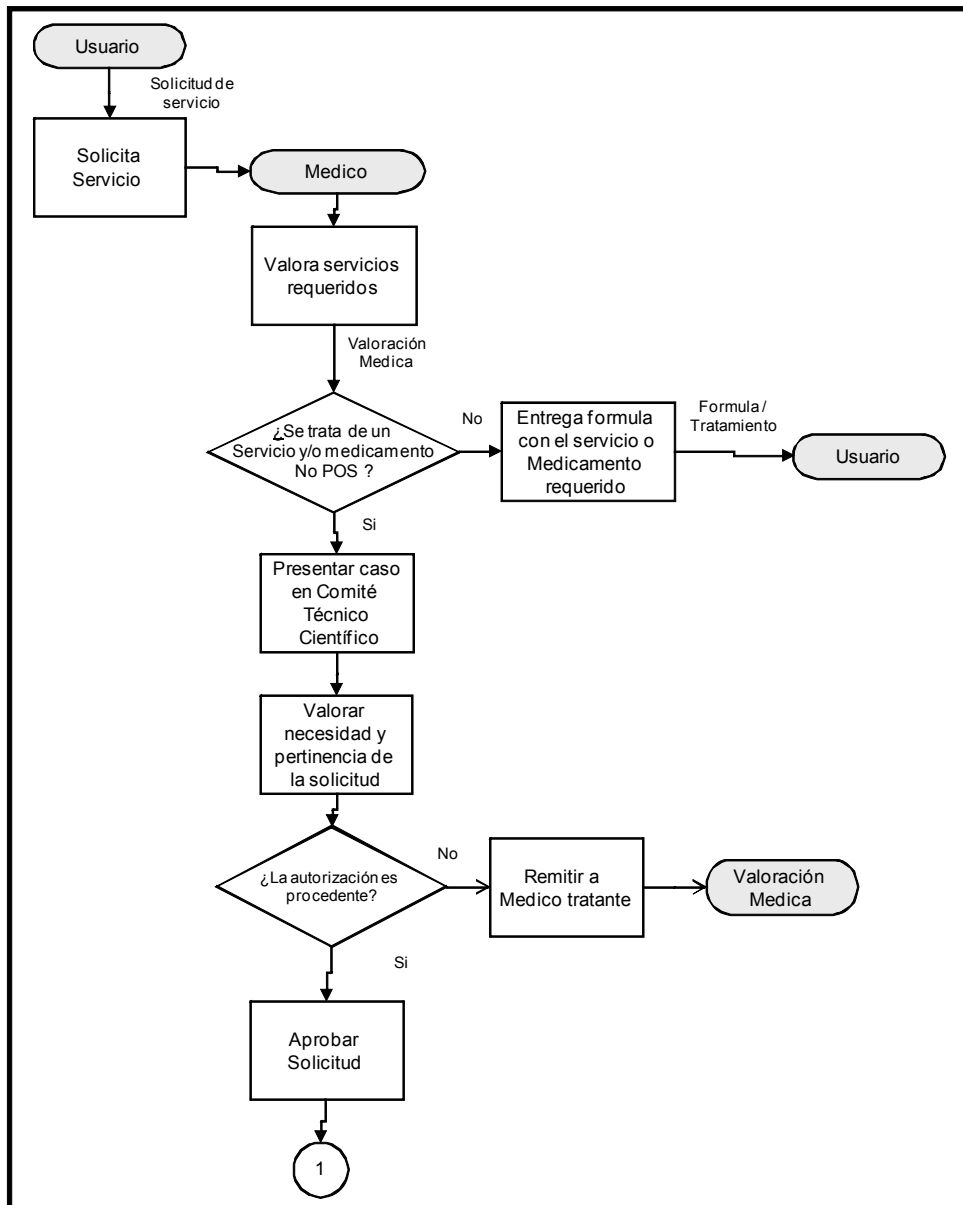 Usuario
Solicitud de
servicio
Solicita
Servicio
Medico
Valora servicios
requeridos
Valoración
Medica
¿Se trata de un
Servicio y/o medicamento
No POS ?
No
Entrega formula
con el servicio o
Medicamento
requerido
Formula /
Tratamiento
Usuario
Si
Presentar caso
en Comité
Técnico
Científico
Valorar
necesidad y
pertinencia de
la solicitud
¿La autorización es
procedente?
No
Remitir a
Medico tratante
Valoración
Medica
Si
Aprobar
Solicitud
1